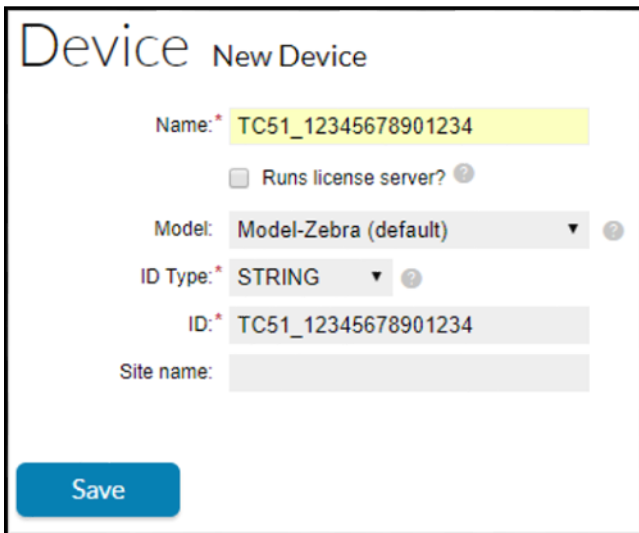 Device New Device
Name:* TC51_12345678901234
Runs license server? ?
Model: Model-Zebra (default) ?
ID Type:* STRING ?
ID:* TC51_12345678901234
Site name:
Save